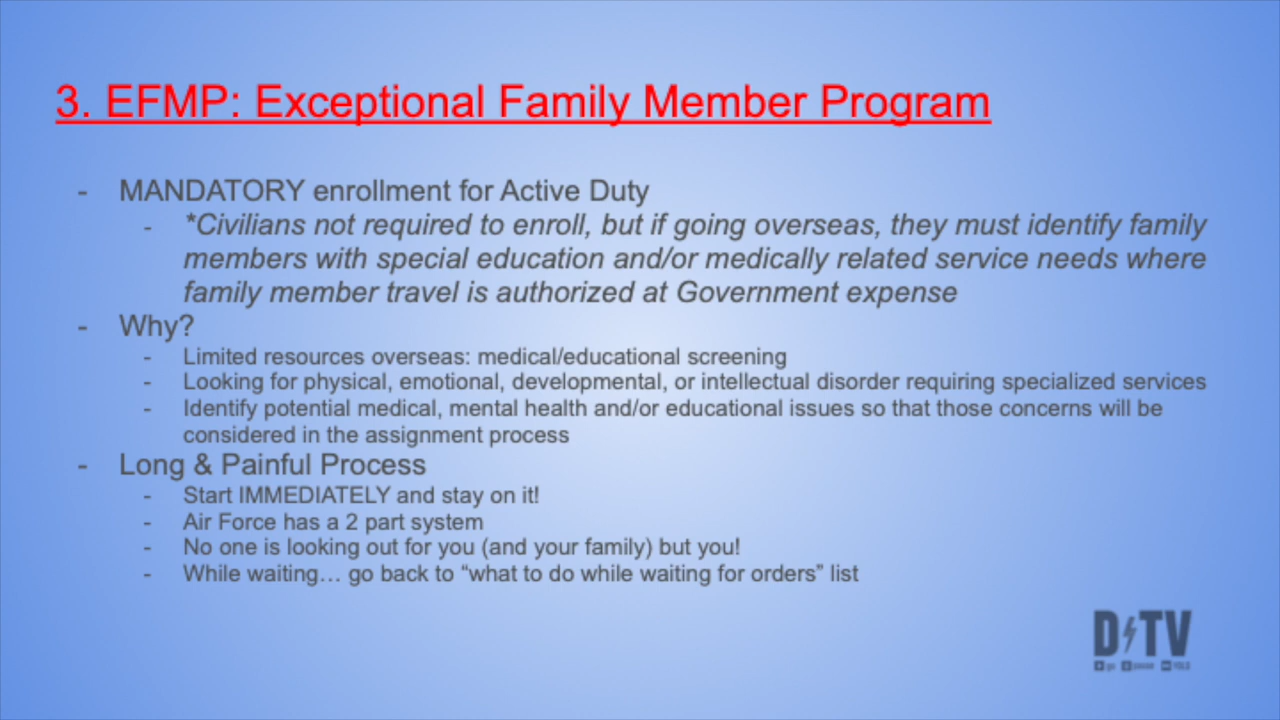 3. EFMP: Exceptional Family Member Program
- MANDATORY enrollment for Active Duty
- *Civilians not required to enroll, but if going overseas, they must identify family
members with special education and/or medically related service needs where
family member travel is authorized at Government expense
- Why?
- Limited resources overseas: medical/educational screening
- Looking for physical, emotional, developmental, or intellectual disorder requiring specialized services
- Identify potential medical, mental health and/or educational issues so that those concerns will be
considered in the assignment process
- Long & Painful Process
- Start IMMEDIATELY and stay on it!
- Air Force has a 2 part system
- No one is looking out for you (and your family) but you!
- While waiting… go back to “what to do while waiting for orders” list
D TV